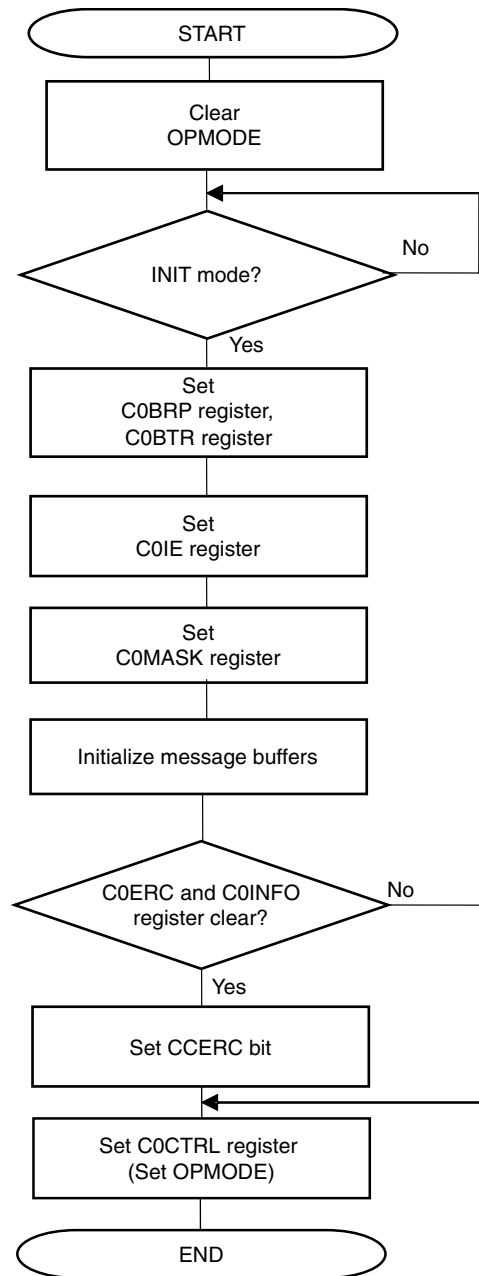 START
Clear
OPMODE
INIT mode?
No
Yes
Set
C0BRP register,
C0BTR register
Set
C0IE register
Set
C0MASK register
Initialize message buffers
C0ERC and C0INFO
register clear?
No
Yes
Set CCERC bit
Set C0CTRL register
(Set OPMODE)
END